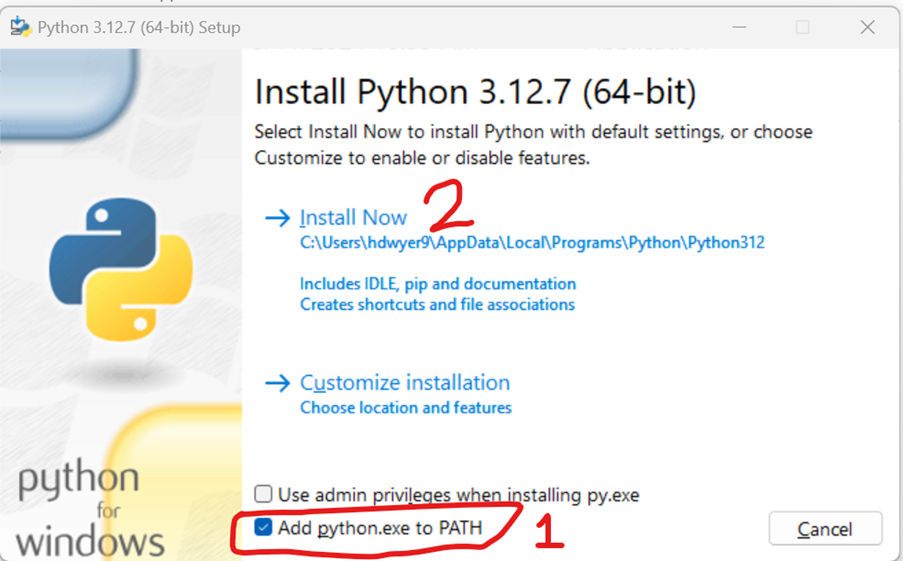 Python 3.12.7 (64-bit) Setup
Install Python 3.12.7 (64-bit)
Select Install Now to install Python with default settings, or choose
Customize to enable or disable features.
Install Now 2
C:\Users\hdwyer9\AppData\Local\Programs\Python\Python312
Includes IDLE, pip and documentation
Creates shortcuts and file associations
Customize installation
Choose location and features
Use admin privileges when installing py.exe
Add python.exe to PATH 1
Cancel
python
for
windows